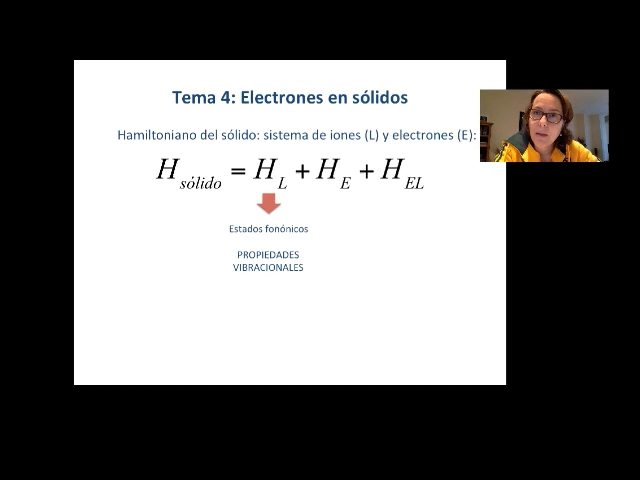 Tema 4: Electrones en sólidos
Hamiltoniano del sólido: sistema de iones (L) y electrones (E):
H_sólido = H_L + H_E + H_EL
Estados fonónicos
PROPIEDADES
VIBRACIONALES